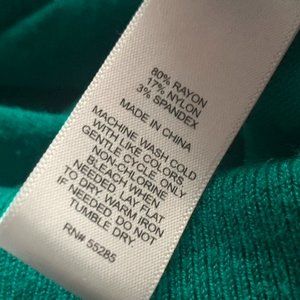 80% RAYON
17% NYLON
3% SPANDEX
MADE IN CHINA
MACHINE WASH COLD
WITH LIKE COLORS
GENTLE CYCLE. ONLY
NON-CHLORINE
BLEACH WHEN
NEEDED. LAY FLAT
TO DRY. WARM IRON
IF NEEDED. DO NOT
TUMBLE DRY
RN# 55285